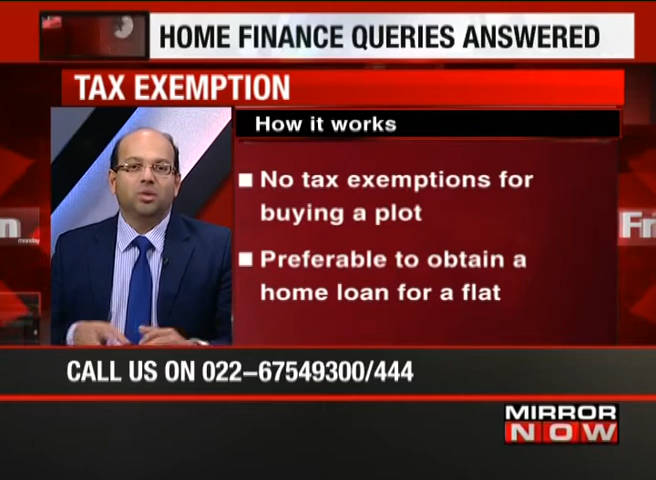 HOME FINANCE QUERIES ANSWERED
TAX EXEMPTION
How it works
No tax exemptions for
buying a plot
Preferable to obtain a
home loan for a flat
CALL US ON 022–67549300/444
MIRROR
NOW